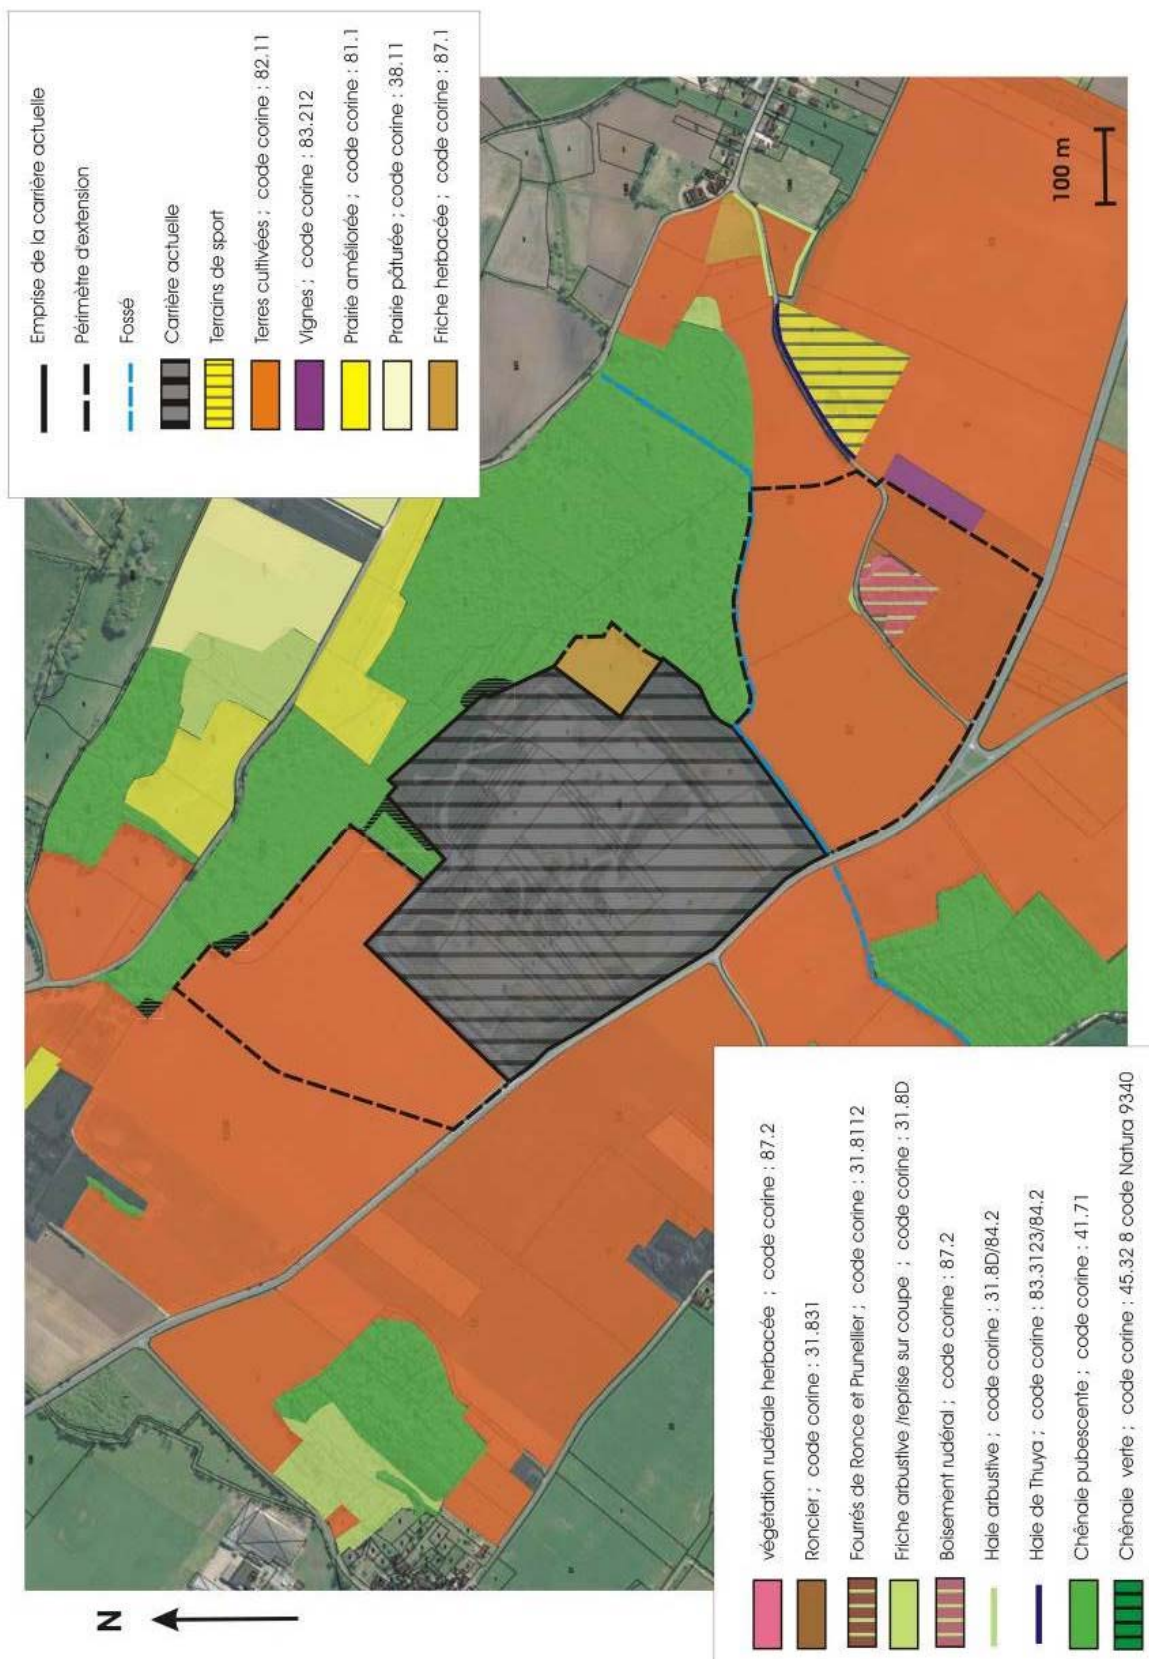 Emprise de la carrière actuelle
Périmètre d'extension
Fossé
Carrière actuelle
Terrains de sport
Terres cultivées ; code corine : 82.11
Vignes ; code corine : 83.212
Prairie améliorée ; code corine : 81.1
Prairie pâturée ; code corine : 38.11
Friche herbacée ; code corine : 87.1
100 m
N
végétation rudérale herbacée ; code corine : 87.2
Roncier ; code corine : 31.831
Fourrés de Ronce et Prunellier ; code corine : 31.8112
Friche arbustive /reprise sur coupe ; code corine : 31.8D
Boisement rudéral ; code corine : 87.2
Haie arbustive ; code corine : 31.8D/84.2
Haie de Thuya ; code corine : 83.3123/84.2
Chênaie pubescente ; code corine : 41.71
Chênaie verte ; code corine : 45.32 8 code Natura 9340